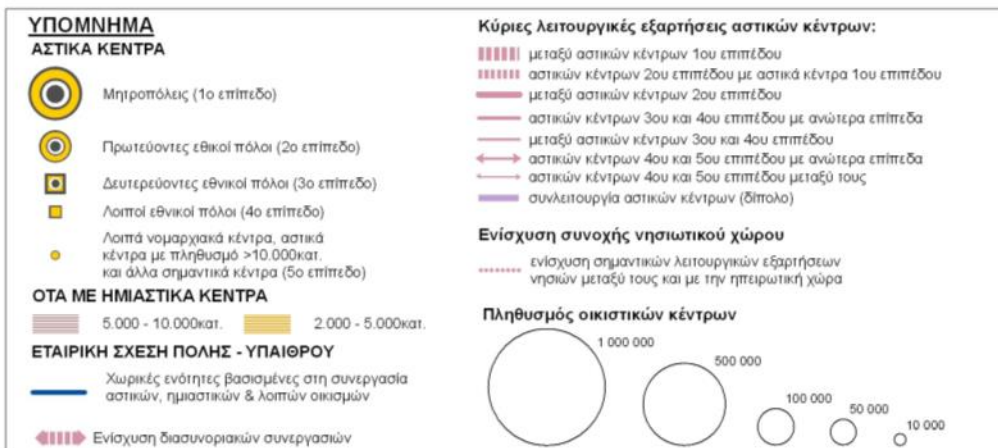 ΥΠΟΜΝΗΜΑ
ΑΣΤΙΚΑ ΚΕΝΤΡΑ
Μητροπόλεις (1ο επίπεδο)
Πρωτεύοντες εθικοί πόλοι (2ο επίπεδο)
Δευτερεύοντες εθνικοί πόλοι (3ο επίπεδο)
Λοιποί εθνικοί πόλοι (4ο επίπεδο)
Λοιπά νομαρχιακά κέντρα, αστικά
κέντρα με πληθυσμό >10.000κατ.
και άλλα σημαντικά κέντρα (5ο επίπεδο)
ΟΤΑ ΜΕ ΗΜΙΑΣΤΙΚΑ ΚΕΝΤΡΑ
5.000 - 10.000κατ. 2.000 - 5.000κατ.
ΕΤΑΙΡΙΚΗ ΣΧΕΣΗ ΠΟΛΗΣ - ΥΠΑΙΘΡΟΥ
Χωρικές ενότητες βασισμένες στη συνεργασία
αστικών, ημιαστικών & λοιπών οικισμών
Ενίσχυση διασυνοριακών συνεργασιών
Κύριες λειτουργικές εξαρτήσεις αστικών κέντρων:
μεταξύ αστικών κέντρων 1ου επιπέδου
αστικών κέντρων 2ου επιπέδου με αστικά κέντρα 1ου επιπέδου
μεταξύ αστικών κέντρων 2ου επιπέδου
αστικών κέντρων 3ου και 4ου επιπέδου με ανώτερα επίπεδα
μεταξύ αστικών κέντρων 3ου και 4ου επιπέδου
αστικών κέντρων 4ου και 5ου επιπέδου με ανώτερα επίπεδα
αστικών κέντρων 4ου και 5ου επιπέδου μεταξύ τους
συνλειτουργία αστικών κέντρων (δίπολο)
Ενίσχυση συνοχής νησιωτικού χώρου
ενίσχυση σημαντικών λειτουργικών εξαρτήσεων
νησιών μεταξύ τους και με την ηπειρωτική χώρα
Πληθυσμός οικιστικών κέντρων
1 000 000
500 000
100 000
50 000
10 000